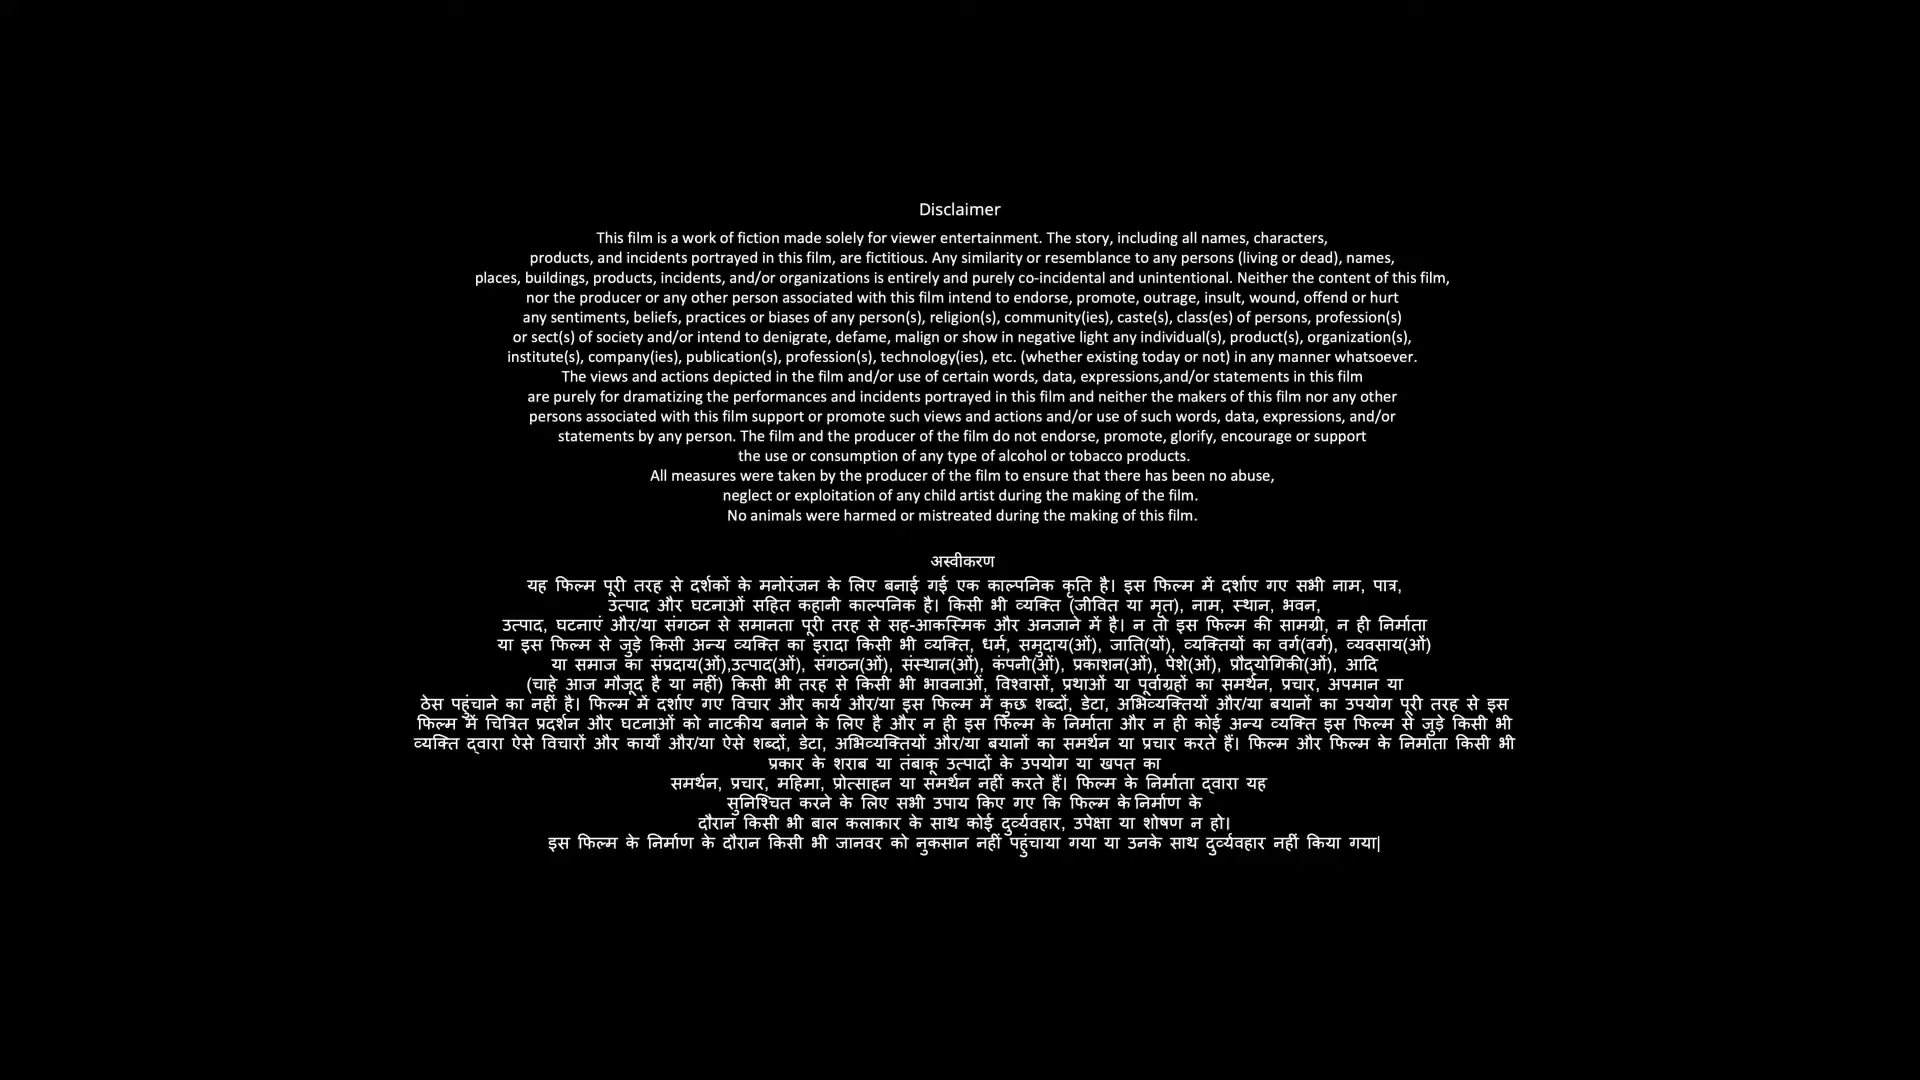 Disclaimer
This film is a work of fiction made solely for viewer entertainment. The story, including all names, characters,
products, and incidents portrayed in this film, are fictitious. Any similarity or resemblance to any persons (living or dead), names,
places, buildings, products, incidents, and/or organizations is entirely and purely co-incidental and unintentional. Neither the content of this film,
nor the producer or any other person associated with this film intend to endorse, promote, outrage, insult, wound, offend or hurt
any sentiments, beliefs, practices or biases of any person(s), religion(s), community(ies), caste(s), class(es) of persons, profession(s)
or sect(s) of society and/or intend to denigrate, defame, malign or show in negative light any individual(s), product(s), organization(s),
institute(s), company(ies), publication(s), profession(s), technology(ies), etc. (whether existing today or not) in any manner whatsoever.
The views and actions depicted in the film and/or use of certain words, data, expressions,and/or statements in this film
are purely for dramatizing the performances and incidents portrayed in this film and neither the makers of this film nor any other
persons associated with this film support or promote such views and actions and/or use of such words, data, expressions, and/or
statements by any person. The film and the producer of the film do not endorse, promote, glorify, encourage or support
the use or consumption of any type of alcohol or tobacco products.
All measures were taken by the producer of the film to ensure that there has been no abuse,
neglect or exploitation of any child artist during the making of the film.
No animals were harmed or mistreated during the making of this film.
अस्वीकरण
यह फिल्म पूरी तरह से दर्शकों के मनोरंजन के लिए बनाई गई एक काल्पनिक कृति है। इस फिल्म में दर्शाए गए सभी नाम, पात्र,
उत्पाद और घटनाओं सहित कहानी काल्पनिक है। किसी भी व्यक्ति (जीवित या मृत), नाम, स्थान, भवन,
उत्पाद, घटनाएं और/या संगठन से समानता पूरी तरह से सह-आकस्मिक और अनजाने में है। न तो इस फिल्म की सामग्री, न ही निर्माता
या इस फिल्म से जुड़े किसी अन्य व्यक्ति का इरादा किसी भी व्यक्ति, धर्म, समुदाय(ओं), जाति(यों), व्यक्तियों का वर्ग(वर्ग), व्यवसाय(ओं)
या समाज का संप्रदाय(ओं),उत्पाद(ओं), संगठन(ओं), संस्थान(ओं), कंपनी(ओं), प्रकाशन(ओं), पेशे(ओं), प्रौद्योगिकी(ओं), आदि
(चाहे आज मौजूद है या नहीं) किसी भी तरह से किसी भी भावनाओं, विश्वासों, प्रथाओं या पूर्वाग्रहों का समर्थन, प्रचार, अपमान या
ठेस पहुंचाने का नहीं है। फिल्म में दर्शाए गए विचार और कार्य और/या इस फिल्म में कुछ शब्दों, डेटा, अभिव्यक्तियों और/या बयानों का उपयोग पूरी तरह से इस
फिल्म में चित्रित प्रदर्शन और घटनाओं को नाटकीय बनाने के लिए है और न ही इस फिल्म के निर्माता और न ही कोई अन्य व्यक्ति इस फिल्म से जुड़े किसी भी
व्यक्ति द्वारा ऐसे विचारों और कार्यों और/या ऐसे शब्दों, डेटा, अभिव्यक्तियों और/या बयानों का समर्थन या प्रचार करते हैं। फिल्म और फिल्म के निर्माता किसी भी
प्रकार के शराब या तंबाकू उत्पादों के उपयोग या खपत का
समर्थन, प्रचार, महिमा, प्रोत्साहन या समर्थन नहीं करते हैं। फिल्म के निर्माता द्वारा यह
सुनिश्चित करने के लिए सभी उपाय किए गए कि फिल्म के निर्माण के
दौरान किसी भी बाल कलाकार के साथ कोई दुर्व्यवहार, उपेक्षा या शोषण न हो।
इस फिल्म के निर्माण के दौरान किसी भी जानवर को नुकसान नहीं पहुंचाया गया या उनके साथ दुर्व्यवहार नहीं किया गया|